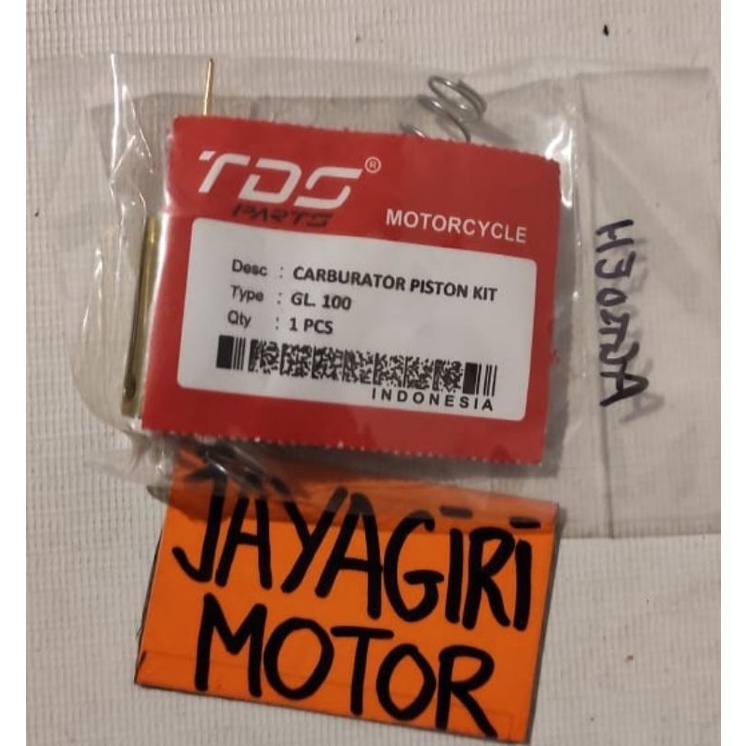 TDS®
PARTS
MOTORCYCLE
Desc : CARBURATOR PISTON KIT
Type : GL. 100
Qty : 1 PCS
INDONESIA
JAYAGIRI
MOTOR